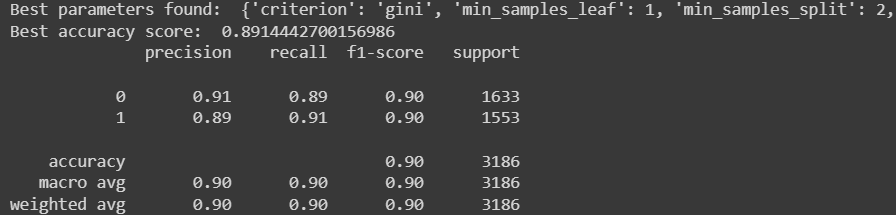 Best parameters found:  {'criterion': 'gini', 'min_samples_leaf': 1, 'min_samples_split': 2,
Best accuracy score:  0.8914442700156986
              precision    recall  f1-score   support

           0       0.91      0.89      0.90      1633
           1       0.89      0.91      0.90      1553

    accuracy                           0.90      3186
   macro avg       0.90      0.90      0.90      3186
weighted avg       0.90      0.90      0.90      3186